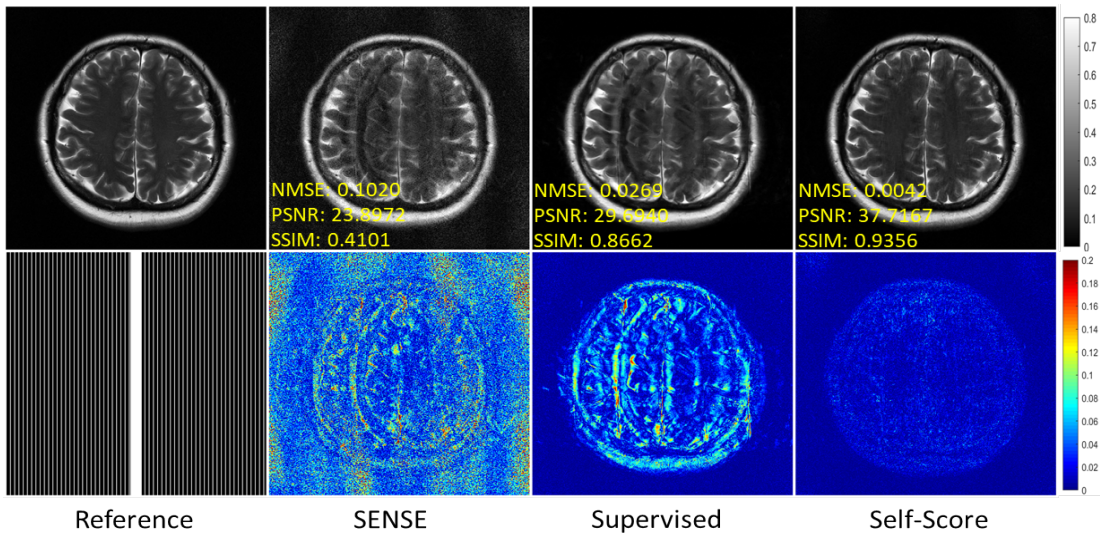 NMSE: 0.1020
PSNR: 23.8972
SSIM: 0.4101
NMSE: 0.0269
PSNR: 29.6940
SSIM: 0.8662
NMSE: 0.0042
PSNR: 37.7167
SSIM: 0.9356
0.8
0.7
0.6
0.5
0.4
0.3
0.2
0.1
0
0.2
0.18
0.16
0.14
0.12
0.1
0.08
0.06
0.04
0.02
0
Reference SENSE Supervised Self-Score